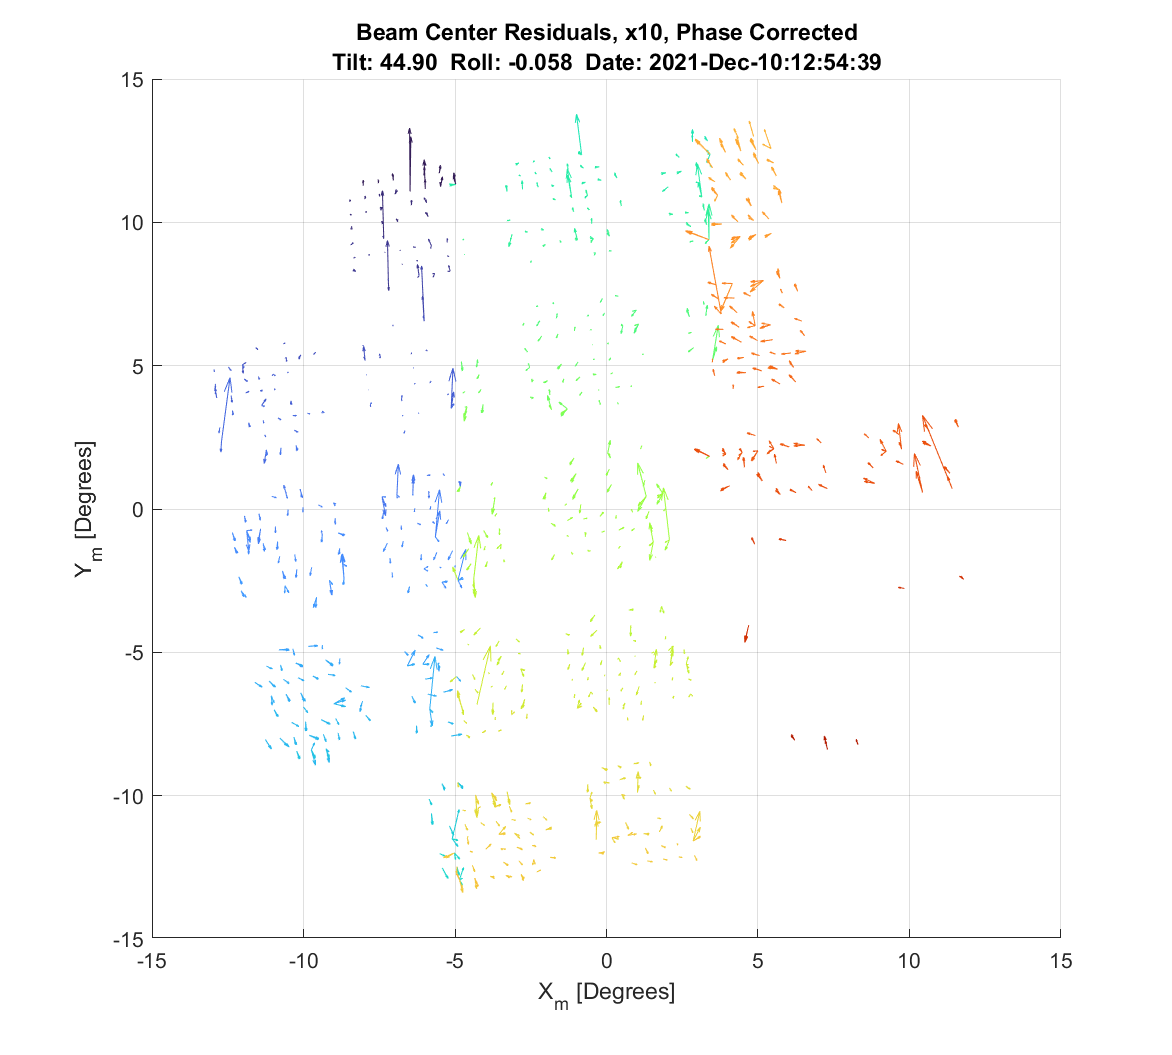 Beam Center Residuals, x10, Phase Corrected
Tilt: 44.90 Roll: -0.058 Date: 2021-Dec-10:12:54:39
15
10
5
0
-5
-10
-15
Y_m [Degrees]
-15 -10 -5 0 5 10 15
X_m [Degrees]